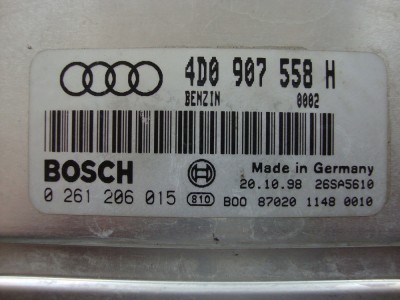 4D0 907 558 H
BENZIN 0002
BOSCH
Made in Germany
20.10.98 26SA5610
0 261 206 015 810 B00 87020 1148 0010